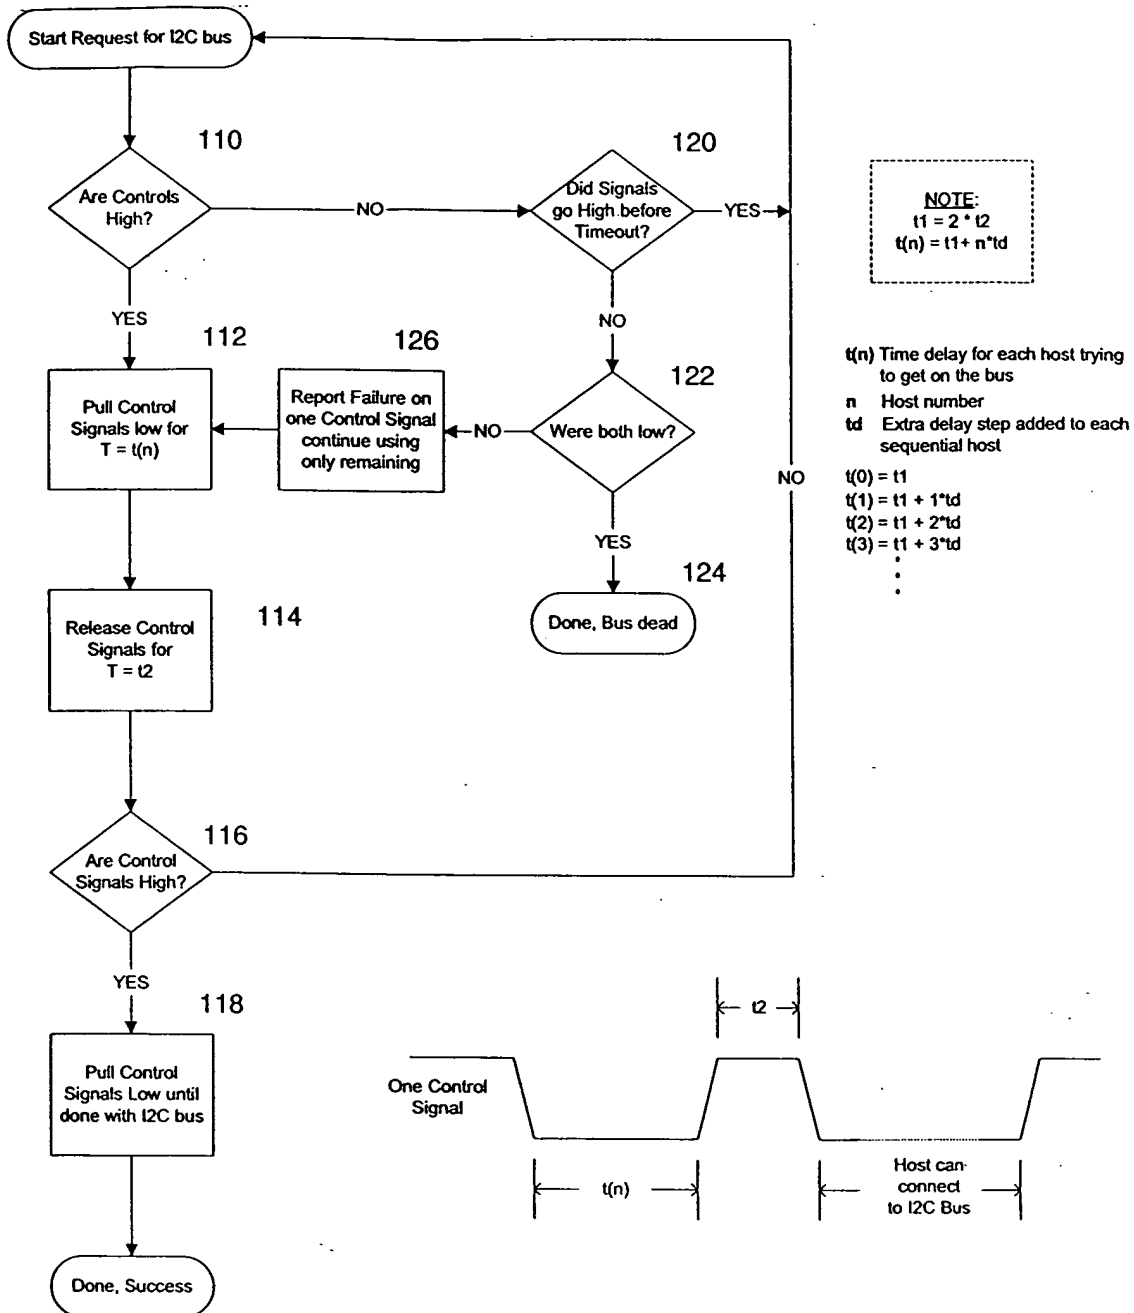 Start Request for I2C bus
110
Are Controls
High?
NO
120
Did Signals
go High before
Timeout?
YES
NOTE:
t1 = 2 * t2
t(n) = t1+ n*td
YES
NO
112
Pull Control
Signals low for
T = t(n)
126
Report Failure on
one Control Signal
continue using
only remaining
NO
122
Were both low?
t(n) Time delay for each host trying
to get on the bus
n Host number
td Extra delay step added to each
sequential host
t(0) = t1
t(1) = t1 + 1*td
t(2) = t1 + 2*td
t(3) = t1 + 3*td
NO
YES
124
Done, Bus dead
114
Release Control
Signals for
T = t2
116
Are Control
Signals High?
YES
118
Pull Control
Signals Low until
done with I2C bus
Done, Success
t2
One Control
Signal
t(n)
Host can
connect
to I2C Bus